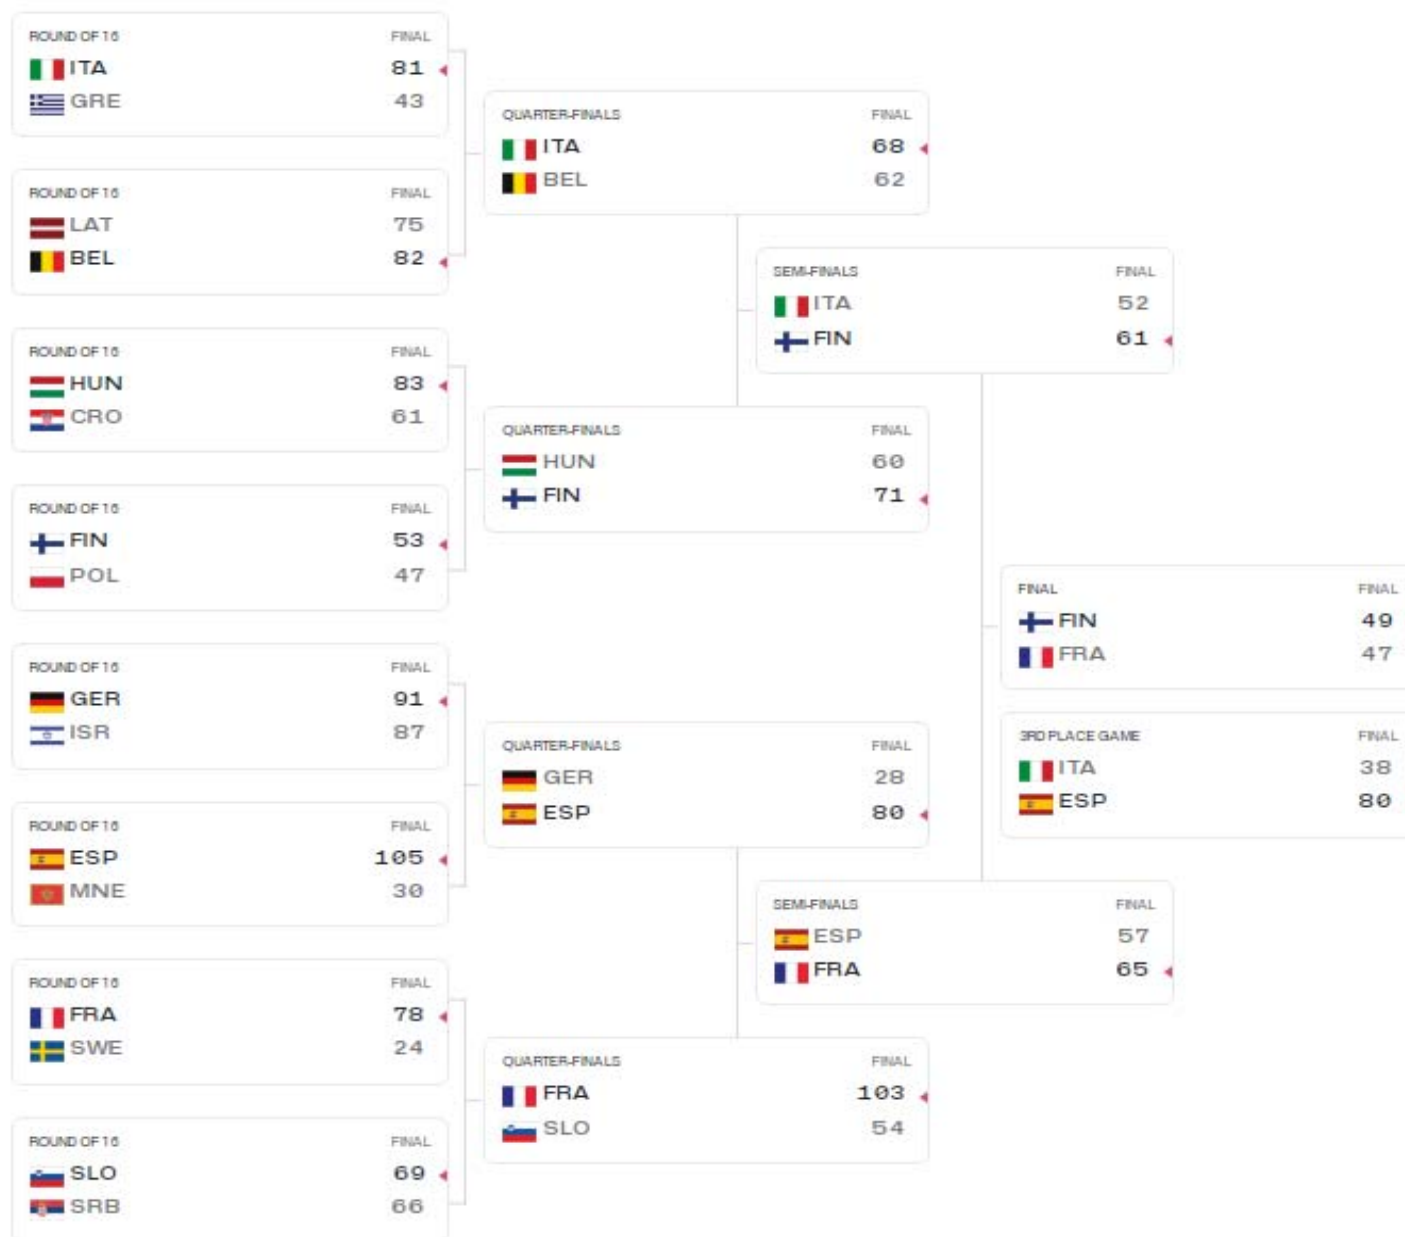 ROUND OF 16 FINAL
ITA 81
GRE 43
ROUND OF 16 FINAL
LAT 75
BEL 82
ROUND OF 16 FINAL
HUN 83
CRO 61
ROUND OF 16 FINAL
FIN 53
POL 47
ROUND OF 16 FINAL
GER 91
ISR 87
ROUND OF 16 FINAL
ESP 105
MNE 30
ROUND OF 16 FINAL
FRA 78
SWE 24
ROUND OF 16 FINAL
SLO 69
SRB 66
QUARTER-FINALS FINAL
ITA 68
BEL 62
QUARTER-FINALS FINAL
HUN 60
FIN 71
QUARTER-FINALS FINAL
GER 28
ESP 80
QUARTER-FINALS FINAL
FRA 103
SLO 54
SEMI-FINALS FINAL
ITA 52
FIN 61
SEMI-FINALS FINAL
ESP 57
FRA 65
FINAL FINAL
FIN 49
FRA 47
3RD PLACE GAME FINAL
ITA 38
ESP 80